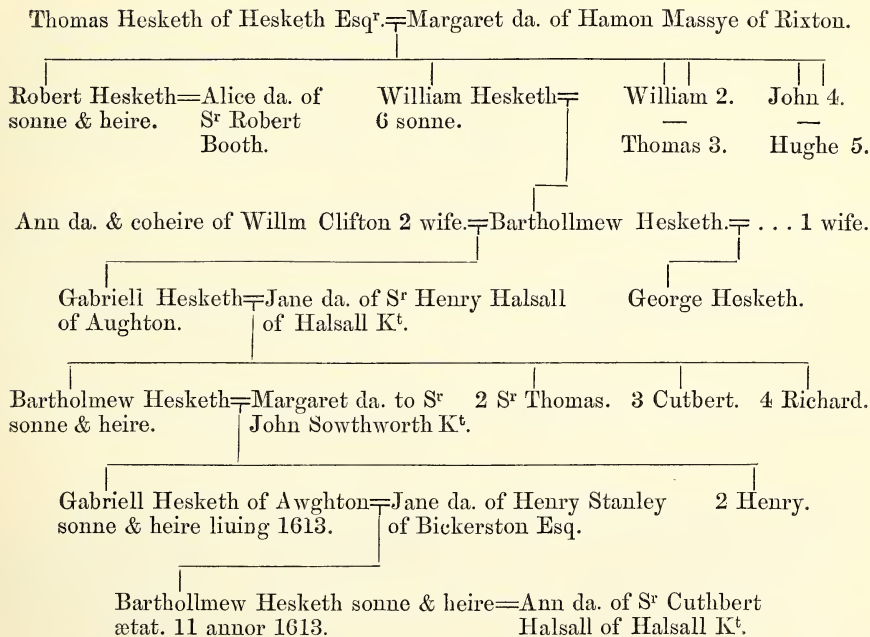 Thomas Hesketh of Hesketh Esqʳ.=Margaret da. of Hamon Massye of Rixton.
Robert Hesketh=Alice da. of William Hesketh= William 2. John 4.
sonne & heire. Sʳ Robert 6 sonne. — —
Booth. Thomas 3. Hughe 5.
Ann da. & coheire of Willm Clifton 2 wife.=Barthollmew Hesketh.= ... 1 wife.
Gabriell Hesketh=Jane da. of Sʳ Henry Halsall George Hesketh.
of Aughton. of Halsall Kᵗ.
Bartholmew Hesketh=Margaret da. to Sʳ 2 Sʳ Thomas. 3 Cutbert. 4 Richard.
sonne & heire. John Sowthworth Kᵗ.
Gabriell Hesketh of Awghton=Jane da. of Henry Stanley 2 Henry.
sonne & heire liuing 1613. of Bickerston Esq.
Barthollmew Hesketh sonne & heire=Ann da. of Sʳ Cuthbert
ætat. 11 annor 1613. Halsall of Halsall Kᵗ.